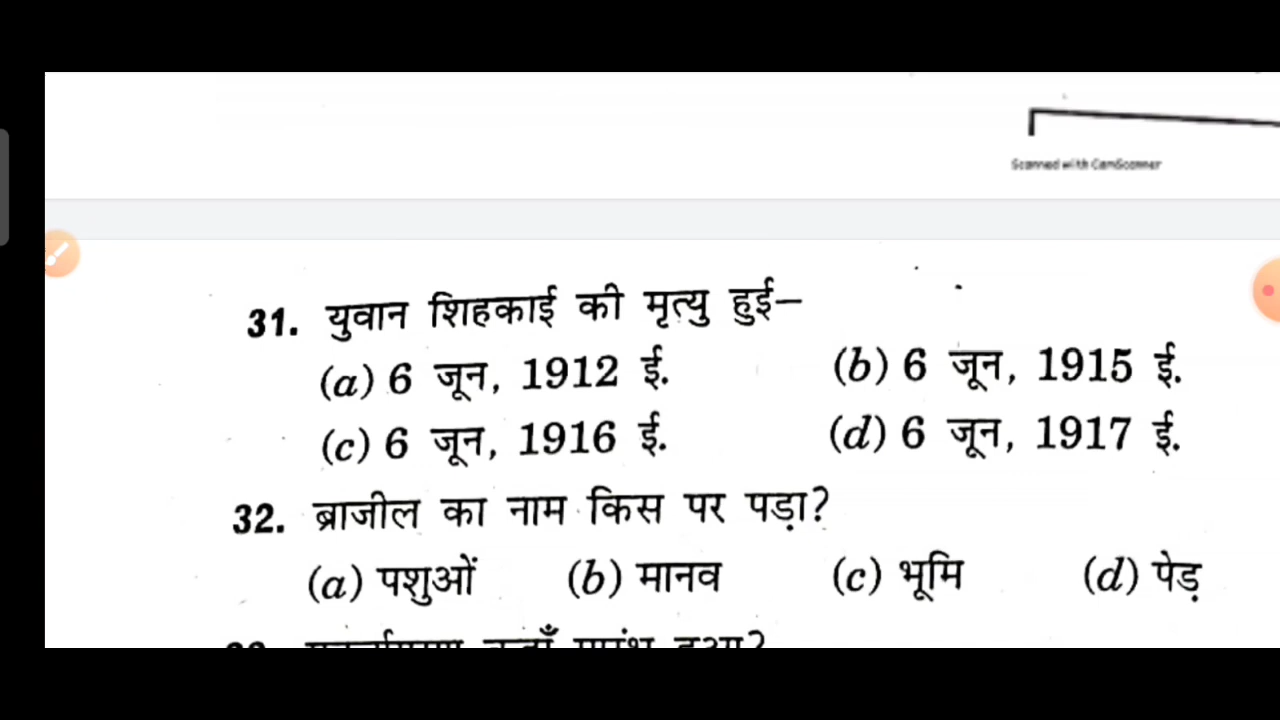 Scanned with CamScanner
31. युवान शिहकाई की मृत्यु हुई–
(a) 6 जून, 1912 ई. (b) 6 जून, 1915 ई.
(c) 6 जून, 1916 ई. (d) 6 जून, 1917 ई.
32. ब्राजील का नाम किस पर पड़ा?
(a) पशुओं (b) मानव (c) भूमि (d) पेड़